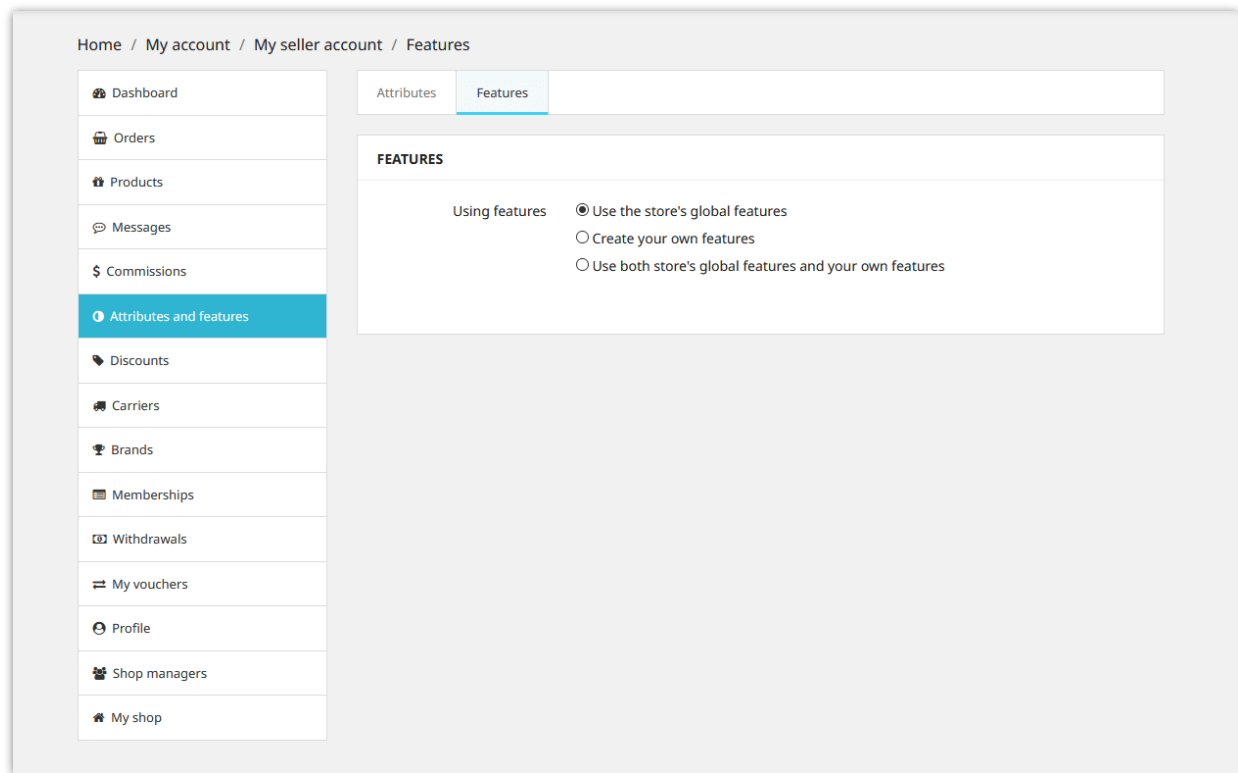 Home / My account / My seller account / Features
Dashboard
Orders
Products
Messages
Commissions
Attributes and features
Discounts
Carriers
Brands
Memberships
Withdrawals
My vouchers
Profile
Shop managers
My shop
Attributes Features
FEATURES
Using features Use the store's global features
Create your own features
Use both store's global features and your own features